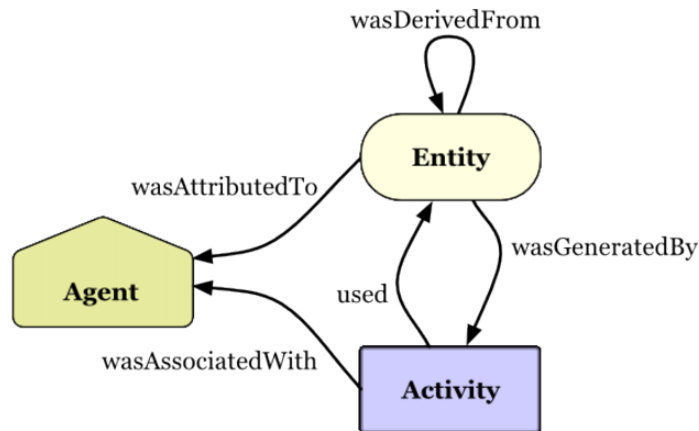 wasDerivedFrom
Entity
wasAttributedTo
wasGeneratedBy
Agent
used
wasAssociatedWith
Activity